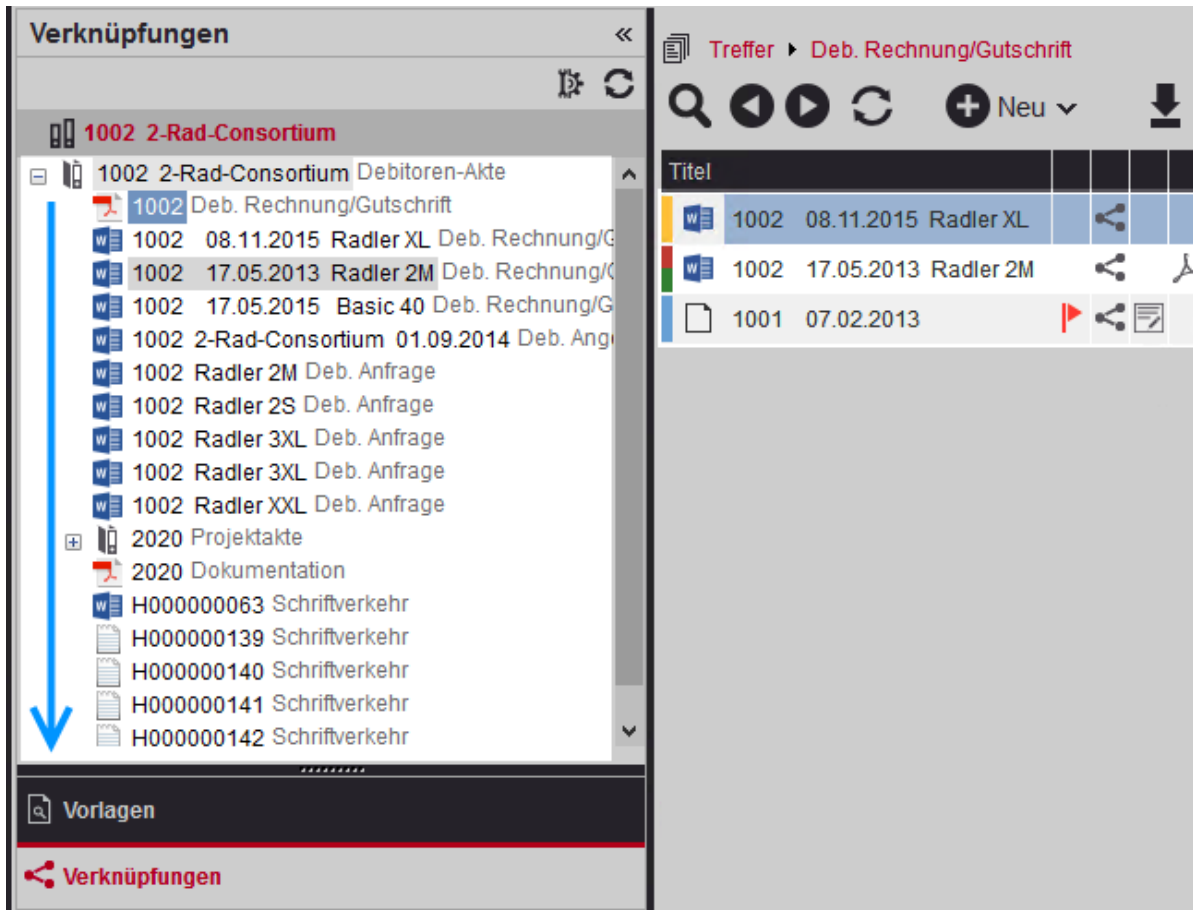 Verknüpfungen
1002 2-Rad-Consortium
1002 2-Rad-Consortium Debitoren-Akte
1002 Deb. Rechnung/Gutschrift
1002 08.11.2015 Radler XL Deb. Rechnung/G
1002 17.05.2013 Radler 2M Deb. Rechnung/G
1002 17.05.2015 Basic 40 Deb. Rechnung/G
1002 2-Rad-Consortium 01.09.2014 Deb. Ang
1002 Radler 2M Deb. Anfrage
1002 Radler 2S Deb. Anfrage
1002 Radler 3XL Deb. Anfrage
1002 Radler 3XL Deb. Anfrage
1002 Radler XXL Deb. Anfrage
2020 Projektakte
2020 Dokumentation
H000000063 Schriftverkehr
H000000139 Schriftverkehr
H000000140 Schriftverkehr
H000000141 Schriftverkehr
H000000142 Schriftverkehr
Vorlagen
Verknüpfungen
Treffer Deb. Rechnung/Gutschrift
Neu
Titel
1002 08.11.2015 Radler XL
1002 17.05.2013 Radler 2M
1001 07.02.2013